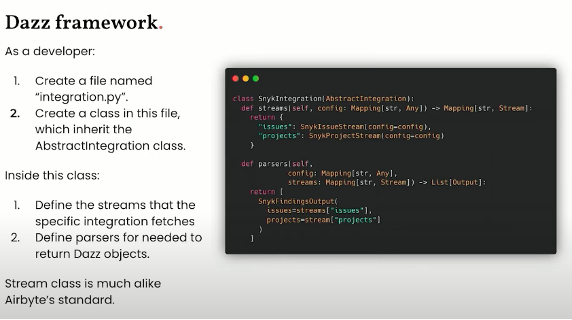 Dazz framework.
As a developer:
1. Create a file named
“integration.py”.
2. Create a class in this file,
which inherit the
AbstractIntegration class.
Inside this class:
1. Define the streams that the
specific integration fetches
2. Define parsers for needed to
return Dazz objects.
Stream class is much alike
Airbyte’s standard.
class SnykIntegration(AbstractIntegration):
  def streams(self, config: Mapping[str, Any]) -> Mapping[str, Stream]:
    return {
      "issues": SnykIssueStream(config=config),
      "projects": SnykProjectStream(config=config)
    }
  def parsers(self,
              config: Mapping[str, Any],
              streams: Mapping[str, Stream]) -> List[Output]:
    return [
      SnykFindingsOutput(
        issues=streams["issues"],
        projects=stream["projects"]
      )
    ]